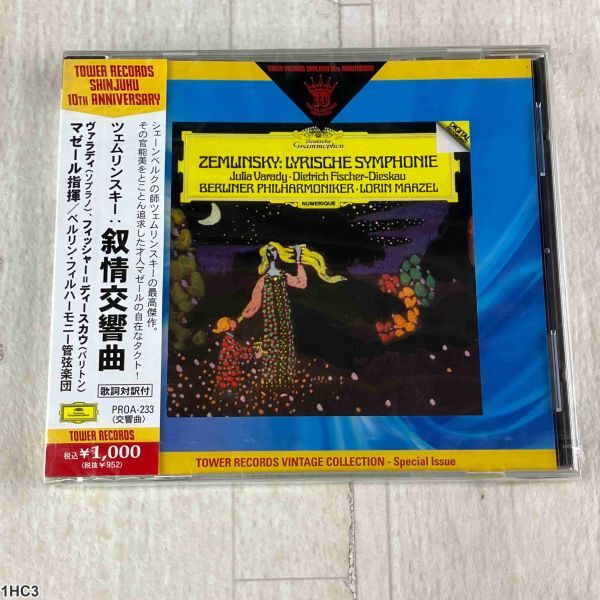 TOWER RECORDS
SHINJUKU
10TH ANNIVERSARY
シェーンベルクの師ツェムリンスキーの最高傑作。
その官能美をとことん追求した才人マゼールの自在なタクト！
ツェムリンスキー：叙情交響曲
ヴァラディ（ソプラノ）、フィッシャー＝ディースカウ（バリトン）
マゼール指揮／ベルリン・フィルハーモニー管弦楽団
歌詞対訳付
PROA-233
（交響曲）
TOWER RECORDS
税込¥1,000
（税抜¥952）
TOWER RECORDS SHINJUKU 10th ANNIVERSARY
10
DIGITAL
Deutsche
Grammophon
ZEMLINSKY: LYRISCHE SYMPHONIE
Julia Varady · Dietrich Fischer-Dieskau
BERLINER PHILHARMONIKER · LORIN MAAZEL
NUMERIQUE
TOWER RECORDS VINTAGE COLLECTION - Special Issue
1HC3